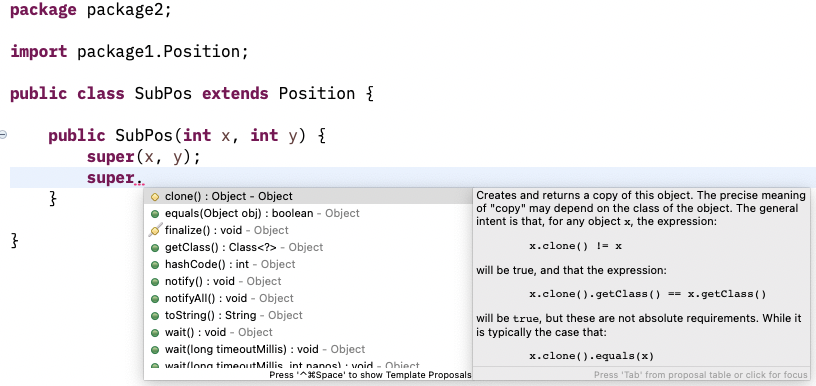 package package2;
import package1.Position;
public class SubPos extends Position {
public SubPos(int x, int y) {
super(x, y);
super.
}
}
clone() : Object - Object
equals(Object obj) : boolean - Object
finalize() : void - Object
getClass() : Class<?> - Object
hashCode() : int - Object
notify() : void - Object
notifyAll() : void - Object
toString() : String - Object
wait() : void - Object
wait(long timeoutMillis) : void - Object
wait(long timeoutMillis, int nanos) : void - Object
Press '^⌘Space' to show Template Proposals
Creates and returns a copy of this object. The precise meaning
of "copy" may depend on the class of the object. The general
intent is that, for any object x, the expression:
x.clone() != x
will be true, and that the expression:
x.clone().getClass() == x.getClass()
will be true, but these are not absolute requirements. While it
is typically the case that:
x.clone().equals(x)
Press 'Tab' from proposal table or click for focus